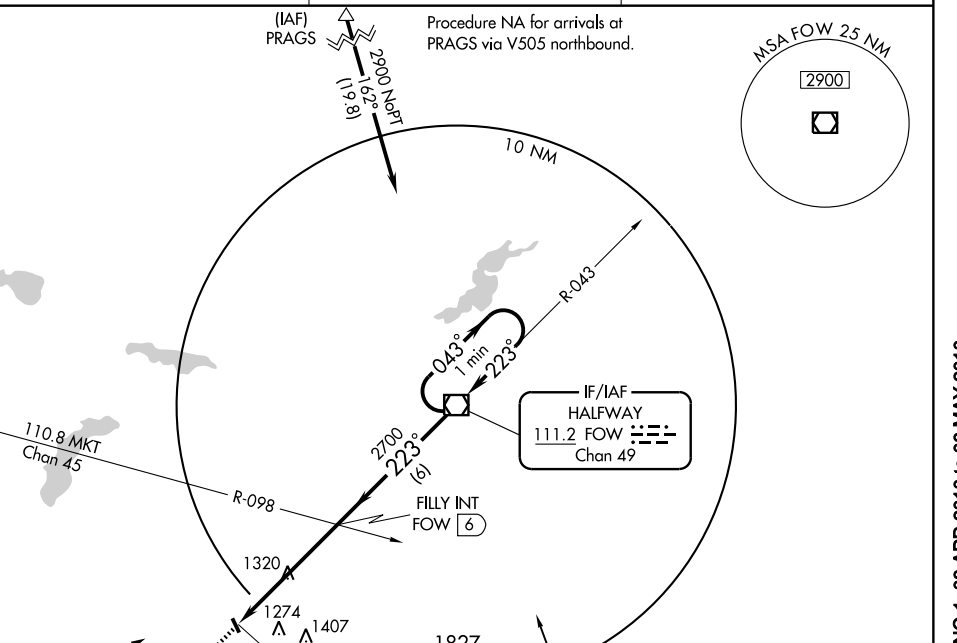 (IAF)
PRAGS
Procedure NA for arrivals at
PRAGS via V505 northbound.
MSA FOW 25 NM
2900
2900 NoPT
162°
(19.8)
10 NM
R-043
043°
1 min
223°
IF/IAF
HALFWAY
111.2 FOW
Chan 49
110.8 MKT
Chan 45
2700
223°
(6)
R-098
FILLY INT
FOW 6
1320
1274
1407
1827